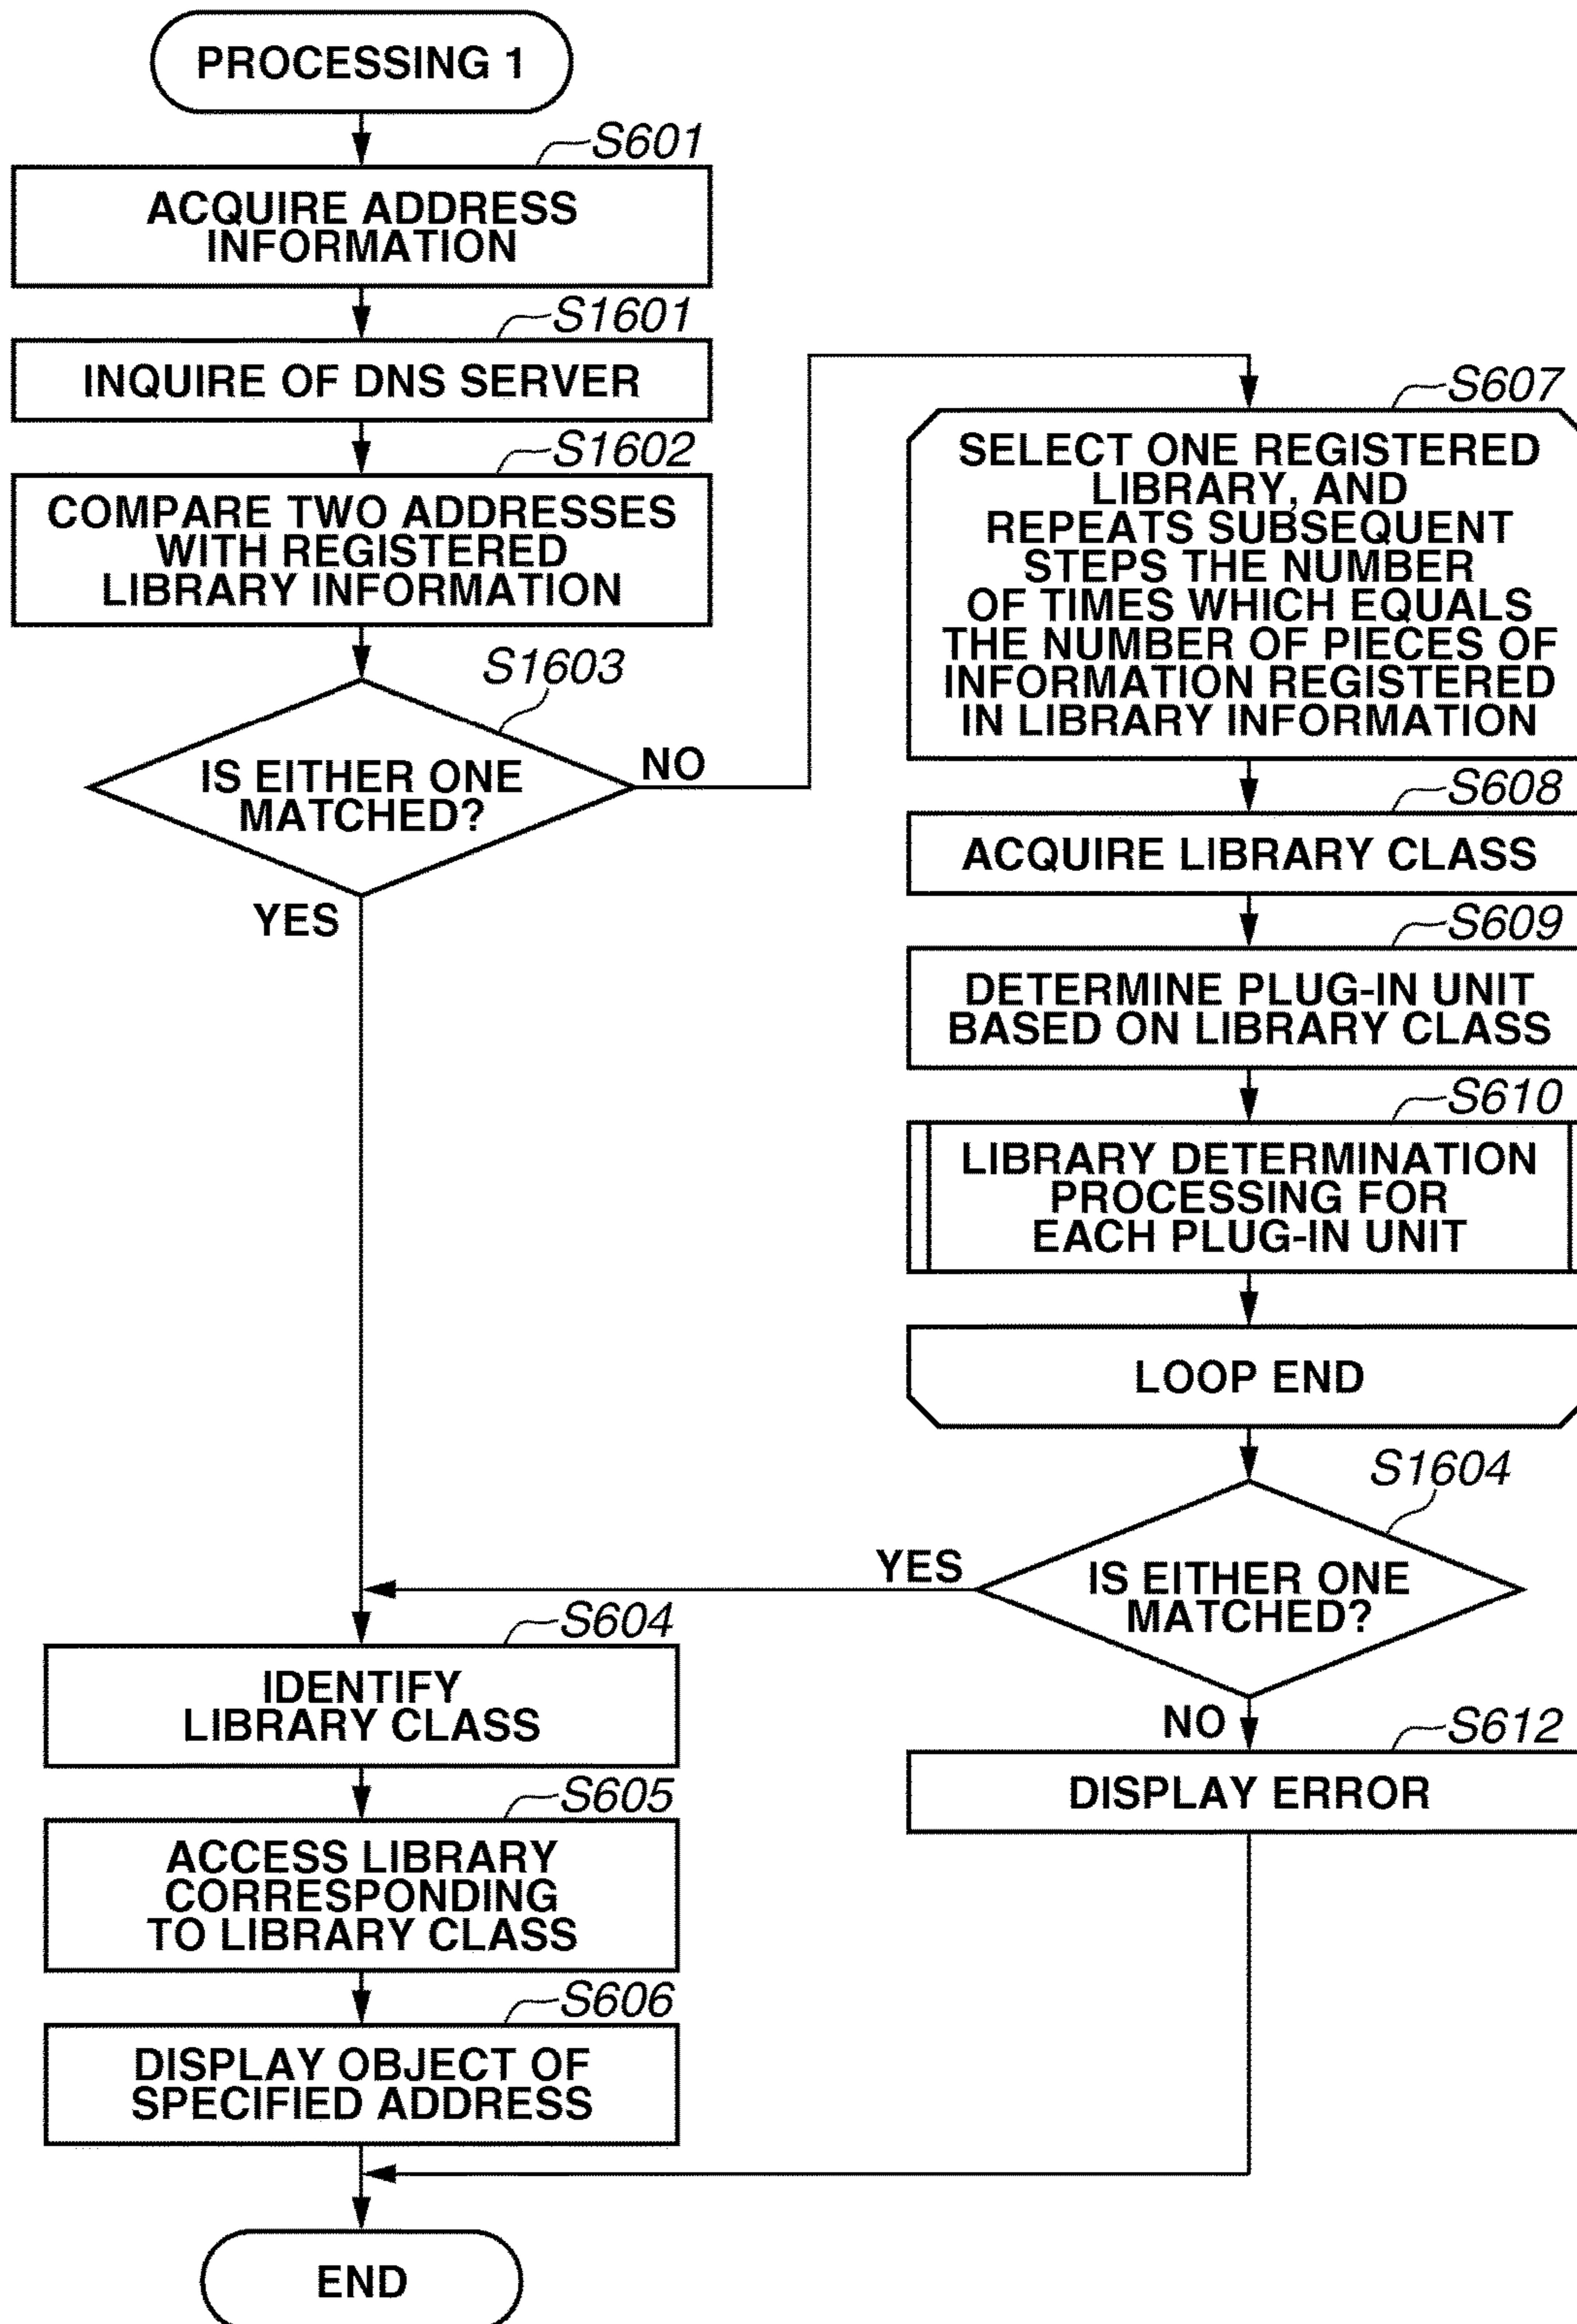 PROCESSING 1
S601
ACQUIRE ADDRESS
INFORMATION
S1601
INQUIRE OF DNS SERVER
S1602
COMPARE TWO ADDRESSES
WITH REGISTERED
LIBRARY INFORMATION
S1603
IS EITHER ONE
MATCHED?
NO
YES
S607
SELECT ONE REGISTERED
LIBRARY, AND
REPEATS SUBSEQUENT
STEPS THE NUMBER
OF TIMES WHICH EQUALS
THE NUMBER OF PIECES OF
INFORMATION REGISTERED
IN LIBRARY INFORMATION
S608
ACQUIRE LIBRARY CLASS
S609
DETERMINE PLUG-IN UNIT
BASED ON LIBRARY CLASS
S610
LIBRARY DETERMINATION
PROCESSING FOR
EACH PLUG-IN UNIT
LOOP END
S1604
IS EITHER ONE
MATCHED?
YES
NO
S612
DISPLAY ERROR
S604
IDENTIFY
LIBRARY CLASS
S605
ACCESS LIBRARY
CORRESPONDING
TO LIBRARY CLASS
S606
DISPLAY OBJECT OF
SPECIFIED ADDRESS
END